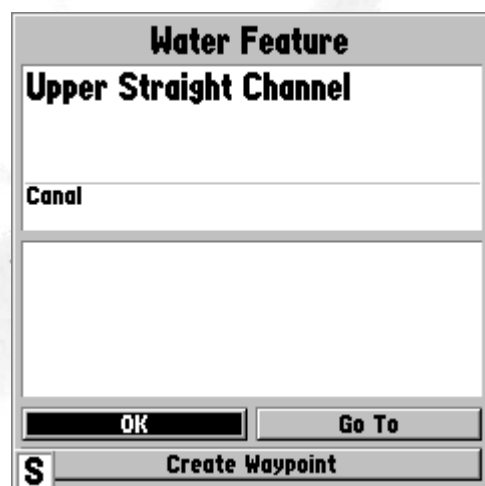 Water Feature
Upper Straight Channel
Canal
OK
Go To
Create Waypoint
S